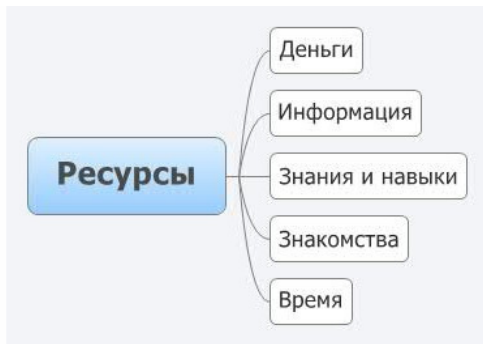 Ресурсы
Деньги
Информация
Знания и навыки
Знакомства
Время